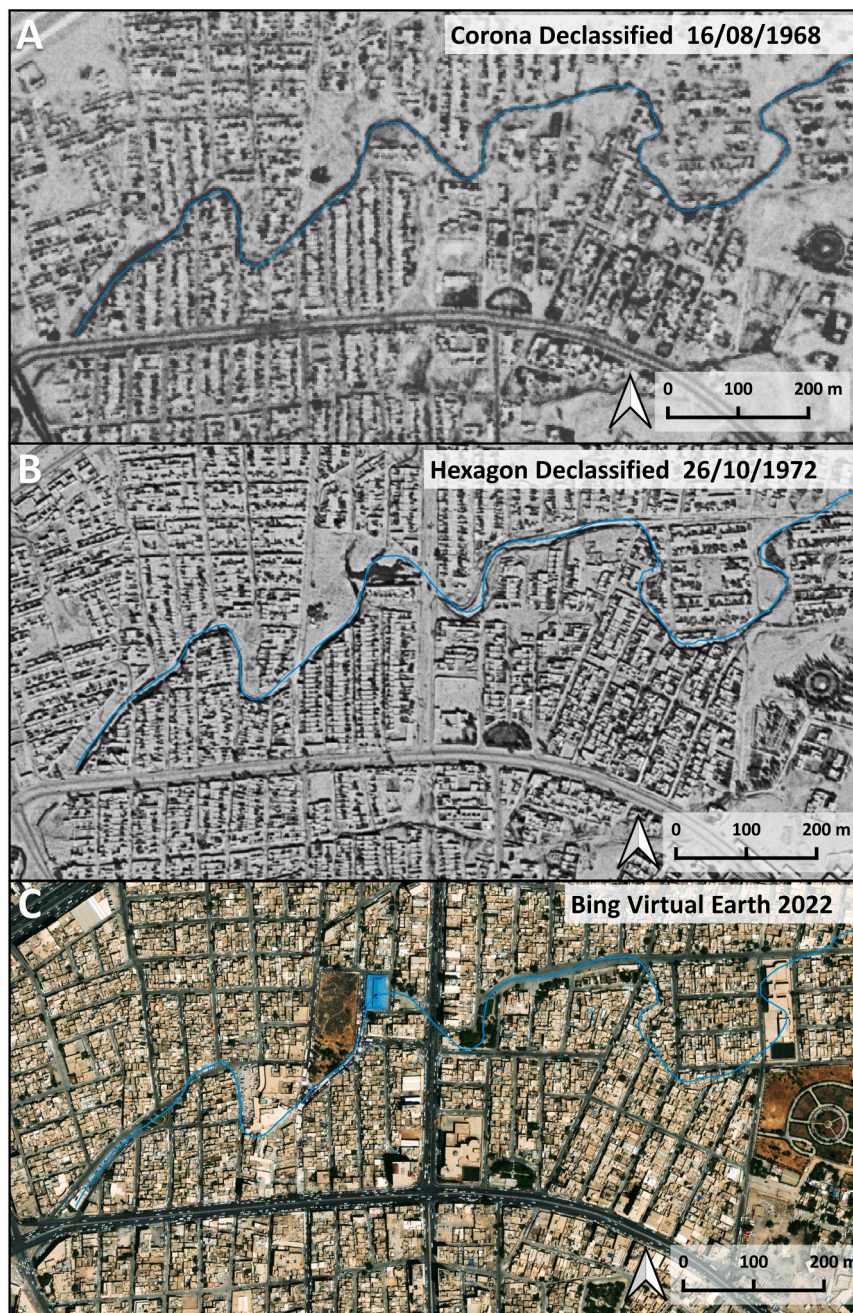 A
Corona Declassified 16/08/1968
0 100 200 m
B
Hexagon Declassified 26/10/1972
0 100 200 m
C
Bing Virtual Earth 2022
0 100 200 m